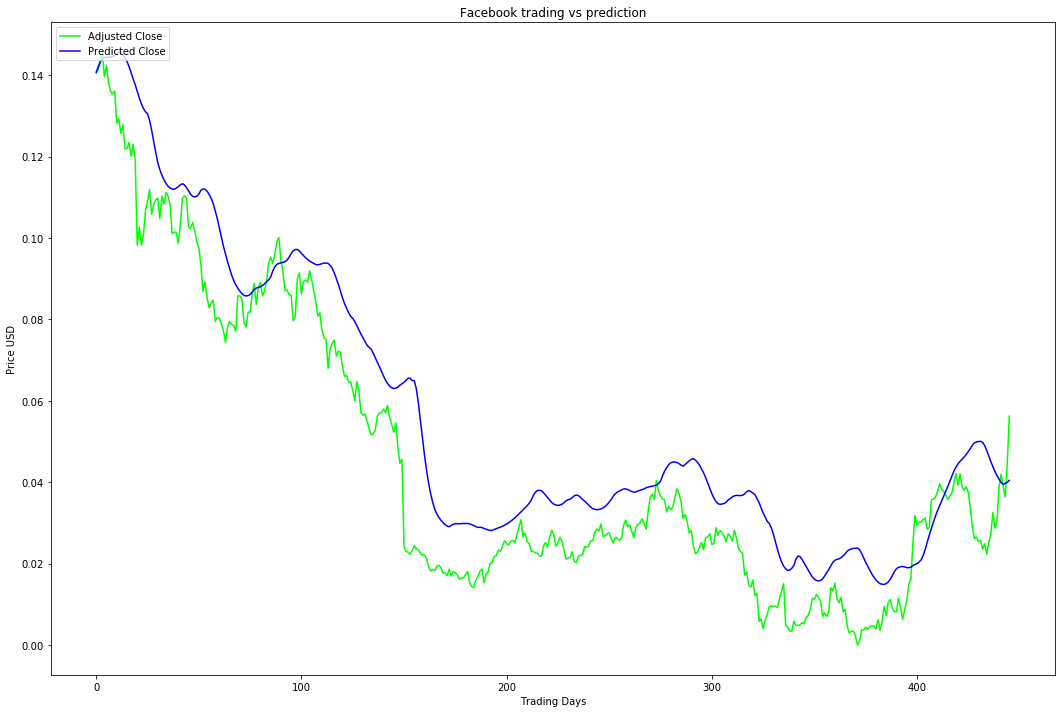 Facebook trading vs prediction
Adjusted Close
Predicted Close
0.14
0.12
0.10
0.08
0.06
0.04
0.02
0.00
Price USD
0
100
200
300
400
Trading Days